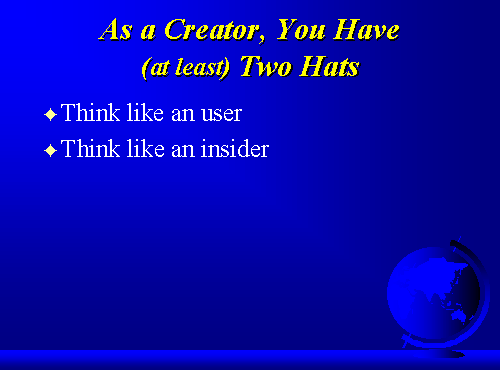 As a Creator, You Have
(at least) Two Hats
Think like an user
Think like an insider